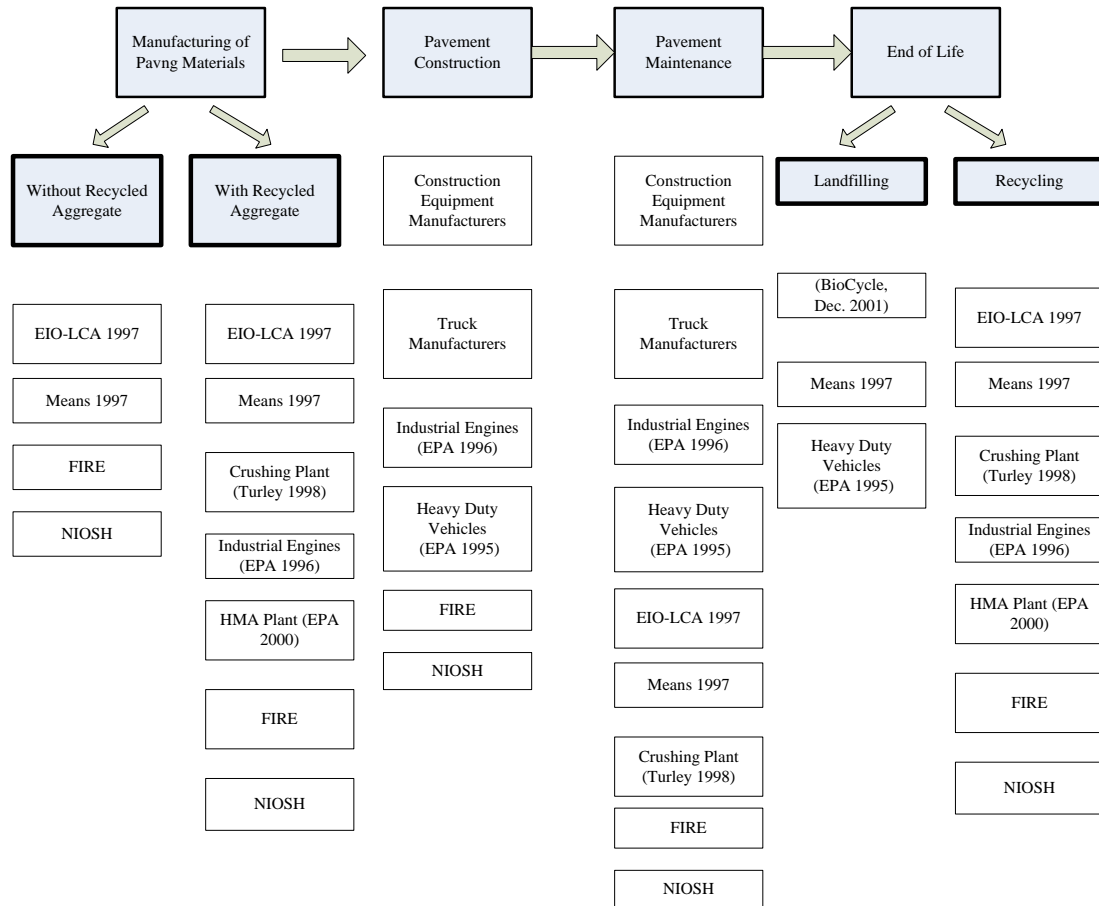 Manufacturing of
Pavng Materials
Pavement
Construction
Pavement
Maintenance
End of Life
Without Recycled
Aggregate
With Recycled
Aggregate
Construction
Equipment
Manufacturers
Construction
Equipment
Manufacturers
Landfilling
Recycling
EIO-LCA 1997
Means 1997
FIRE
NIOSH
EIO-LCA 1997
Means 1997
Crushing Plant
(Turley 1998)
Industrial Engines
(EPA 1996)
HMA Plant (EPA
2000)
FIRE
NIOSH
Truck
Manufacturers
Industrial Engines
(EPA 1996)
Heavy Duty
Vehicles
(EPA 1995)
FIRE
NIOSH
Truck
Manufacturers
Industrial Engines
(EPA 1996)
Heavy Duty
Vehicles
(EPA 1995)
EIO-LCA 1997
Means 1997
Crushing Plant
(Turley 1998)
FIRE
NIOSH
(BioCycle,
Dec. 2001)
Means 1997
Heavy Duty
Vehicles
(EPA 1995)
EIO-LCA 1997
Means 1997
Crushing Plant
(Turley 1998)
Industrial Engines
(EPA 1996)
HMA Plant (EPA
2000)
FIRE
NIOSH